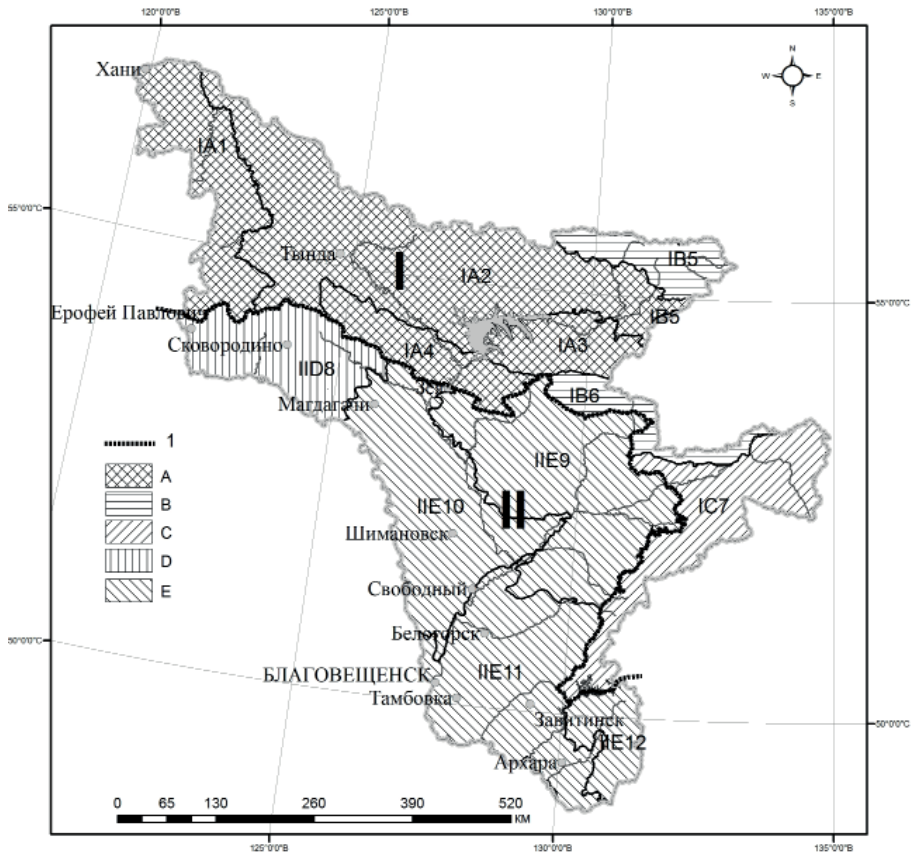 120°0'0"В 125°0'0"В 130°0'0"В 135°0'0"В
N
W E
S
Хани
IA1
55°0'0"С
Тында
I
IA2
IB5
55°0'0"С
Ерофей Павлович
IB5
Сковородино
IA4
IA3
IID8
IB6
Магдагачи
1
A
IIE9
B
IIE10
II
IC7
C
Шимановск
D
E
Свободный
Белогорск
50°0'0"С
БЛАГОВЕЩЕНСК
IIE11
Тамбовка
Завитинск
50°0'0"С
IIE12
Архара
0 65 130 260 390 520
КМ
125°0'0"В 130°0'0"В 135°0'0"В